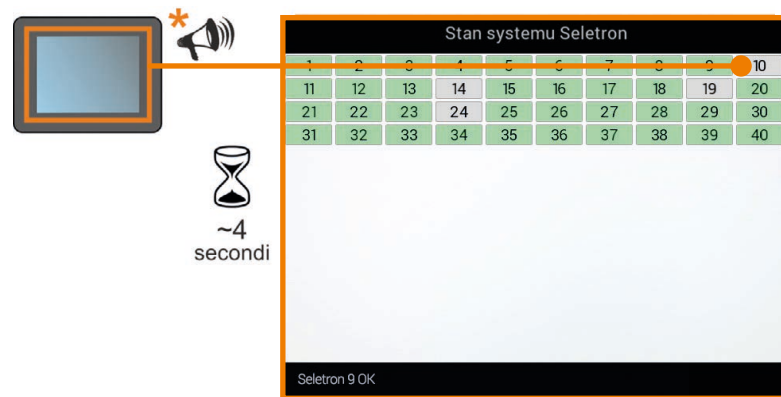 *
Stan systemu Seletron
1 2 3 4 5 6 7 8 9 10
11 12 13 14 15 16 17 18 19 20
21 22 23 24 25 26 27 28 29 30
31 32 33 34 35 36 37 38 39 40
~4
secondi
Seletron 9 OK